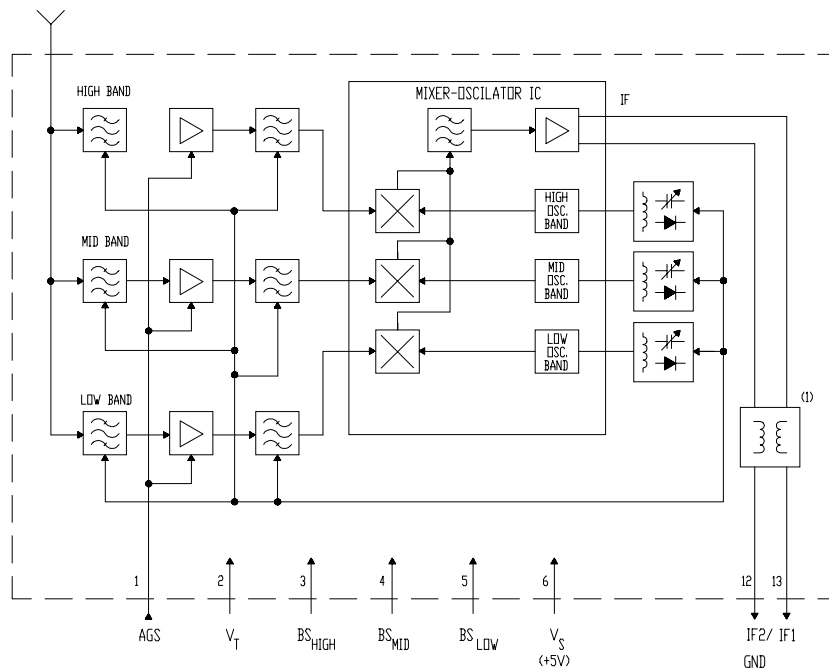 HIGH BAND
MIXER-OSCILATOR IC
IF
HIGH
OSC.
BAND
MID BAND
MID
OSC.
BAND
LOW
OSC.
BAND
LOW BAND
(1)
1
2
3
4
5
6
12
13
AGS
VT
BSHIGH
BSMID
BSLOW
VS
(+5V)
IF2/ IF1
GND